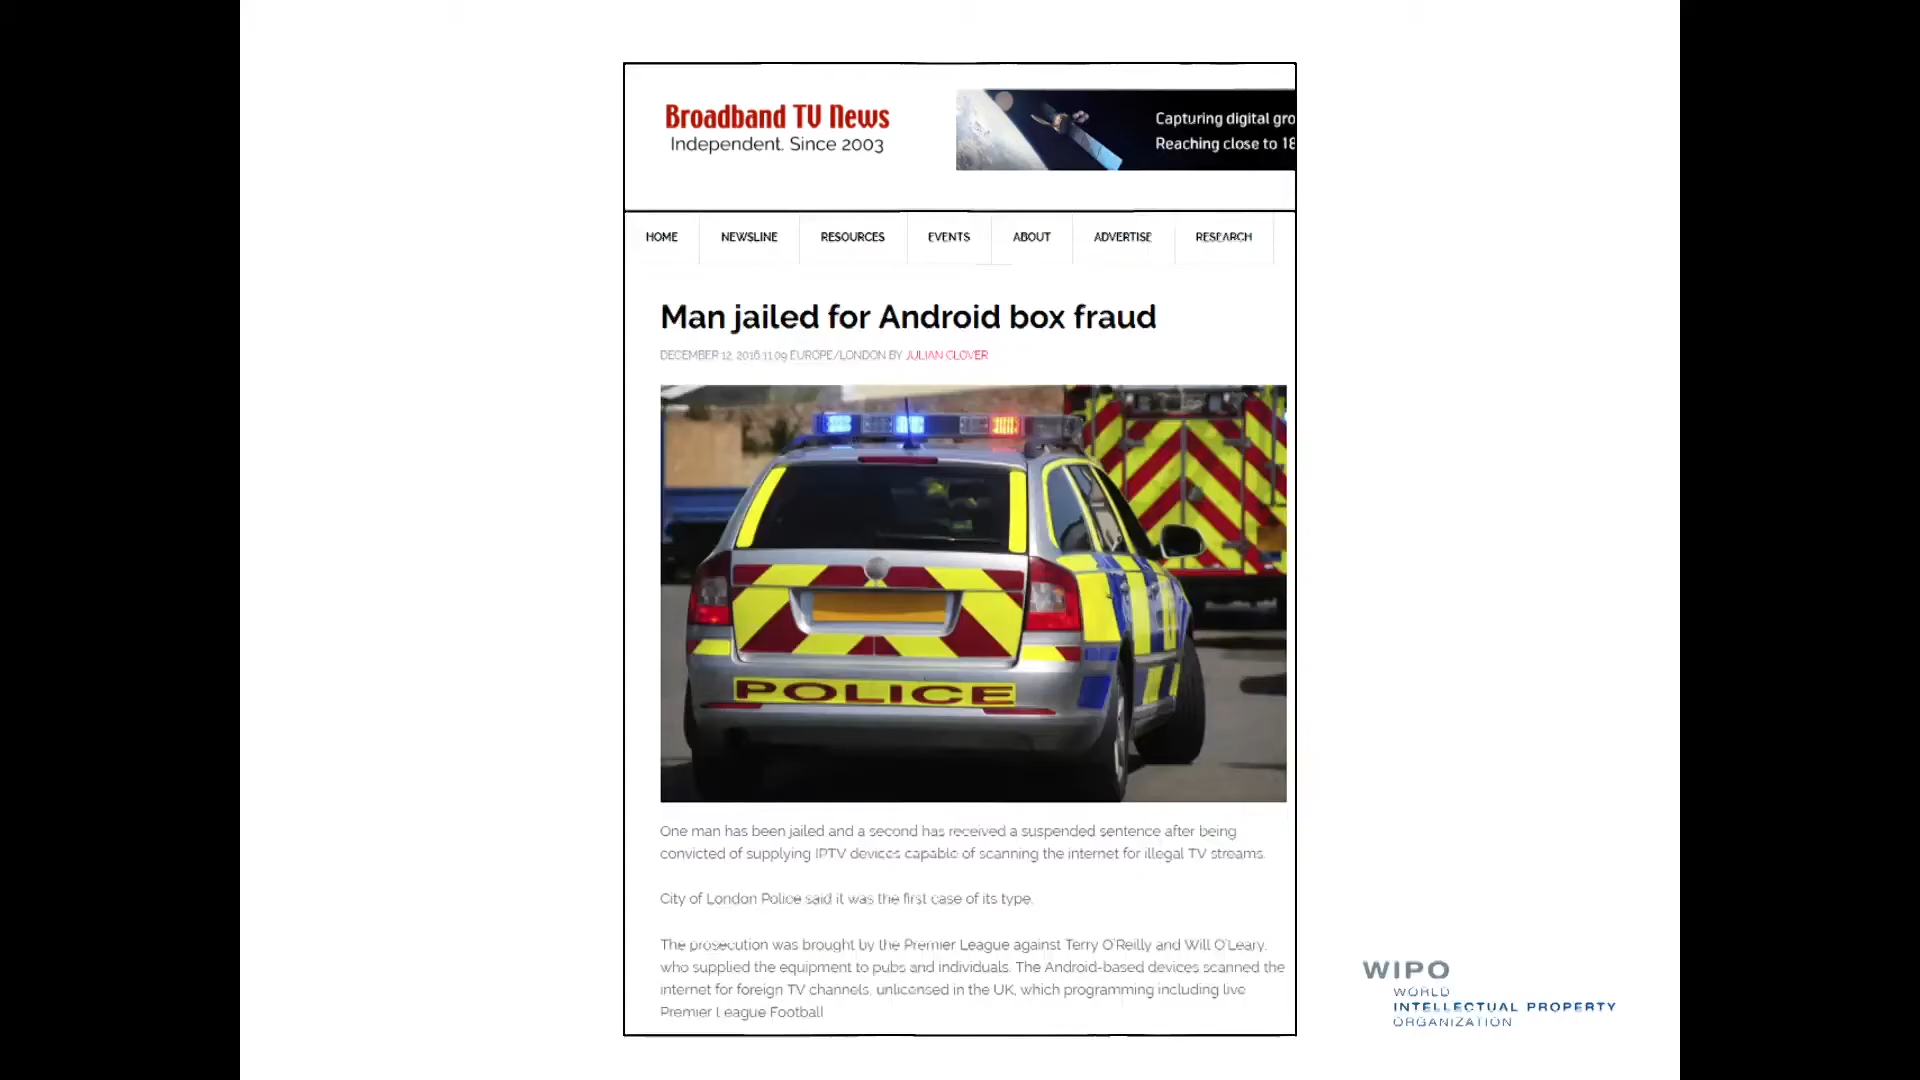 Broadband TV News
Independent. Since 2003
Capturing digital gro
Reaching close to 18
HOME
NEWSLINE
RESOURCES
EVENTS
ABOUT
ADVERTISE
RESEARCH
Man jailed for Android box fraud
DECEMBER 12, 2016 11.09 EUROPE/LONDON BY JULIAN CLOVER
POLICE
One man has been jailed and a second has received a suspended sentence after being
convicted of supplying IPTV devices capable of scanning the internet for illegal TV streams.
City of London Police said it was the first case of its type.
The prosecution was brought by the Premier League against Terry O'Reilly and Will O'Leary,
who supplied the equipment to pubs and individuals. The Android-based devices scanned the
internet for foreign TV channels, unlicensed in the UK, which programming including live
Premier League Football
WIPO
WORLD
INTELLECTUAL PROPERTY
ORGANIZATION